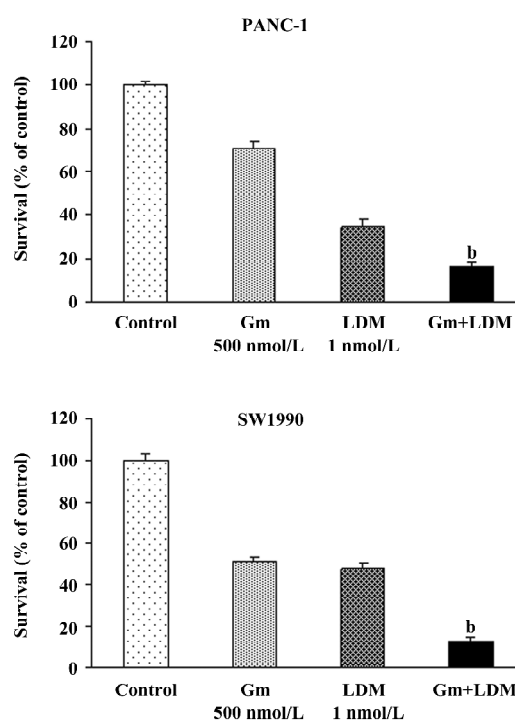 PANC-1
Survival (% of control)
120
100
80
60
40
20
0
b
Control Gm LDM Gm+LDM
500 nmol/L 1 nmol/L
SW1990
Survival (% of control)
120
100
80
60
40
20
0
b
Control Gm LDM Gm+LDM
500 nmol/L 1 nmol/L